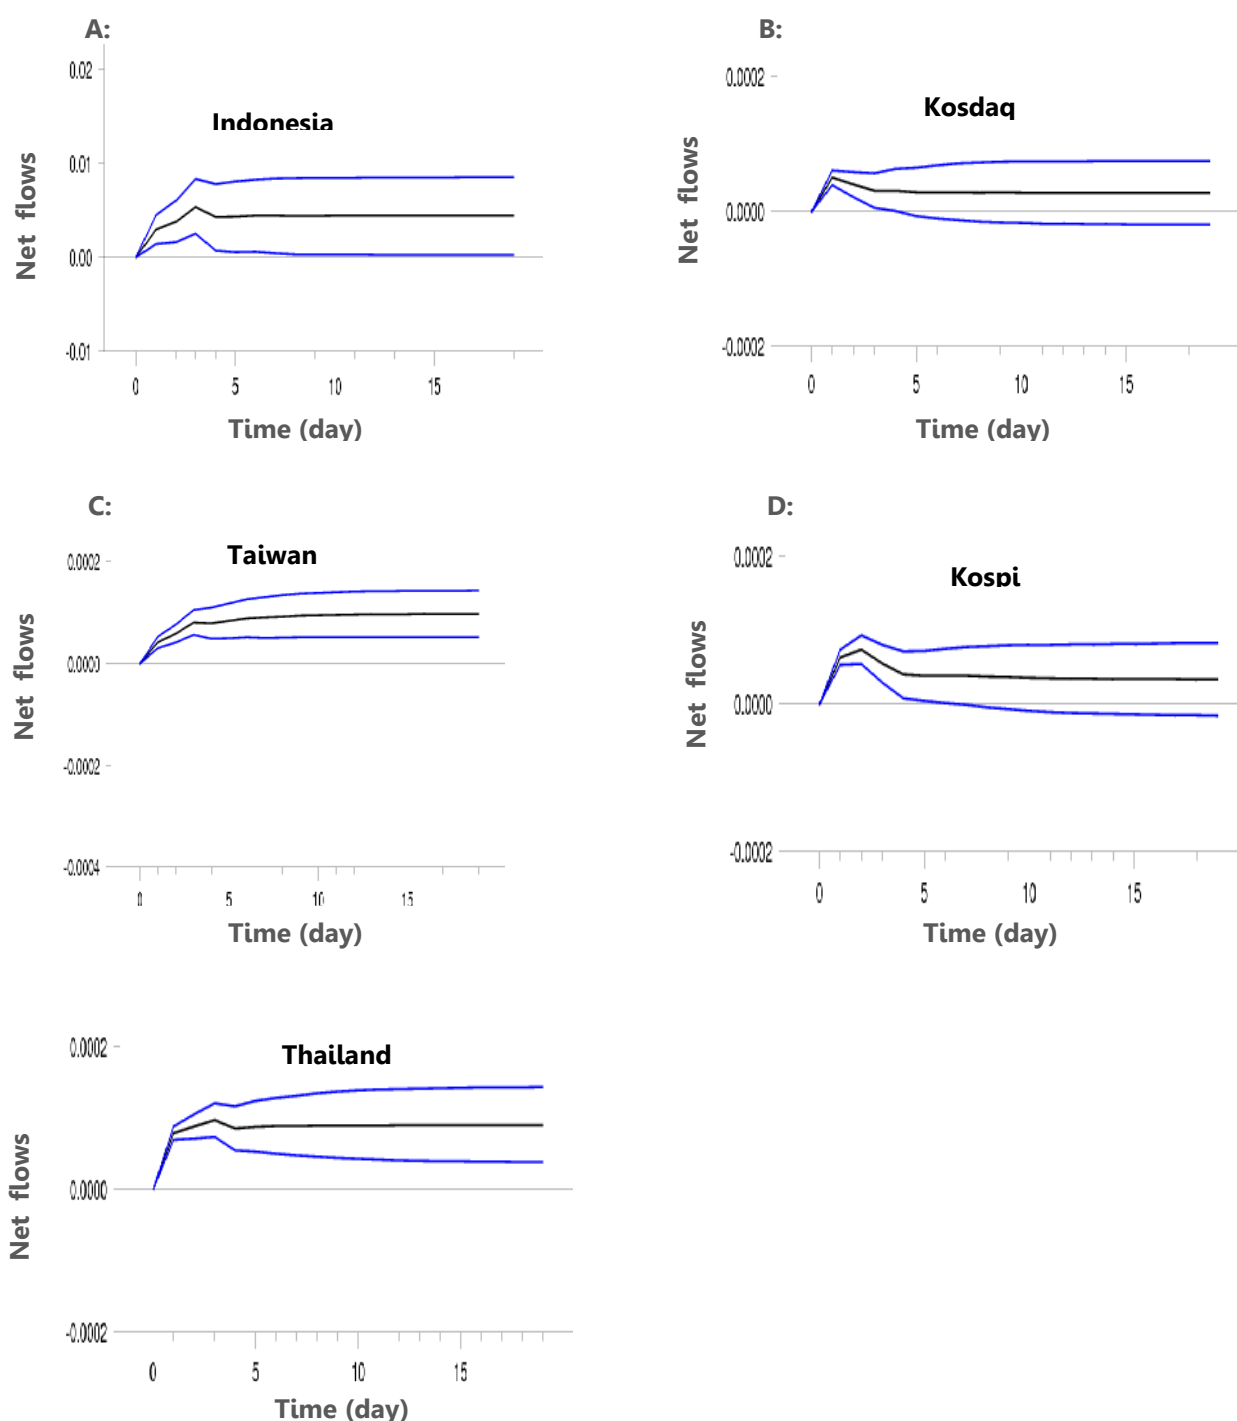 A:
0.02
Indonesia
0.01
Net flows
0.00
-0.01
0 5 10 15
Time (day)
B:
0.0002
Kosdaq
Net flows
0.0000
-0.0002
0 5 10 15
Time (day)
C:
Taiwan
0.0002
Net flows
0.0000
-0.0002
-0.0004
0 5 10 15
Time (day)
D:
0.0002
Kospi
Net flows
0.0000
-0.0002
0 5 10 15
Time (day)
0.0002
Thailand
Net flows
0.0000
-0.0002
0 5 10 15
Time (day)